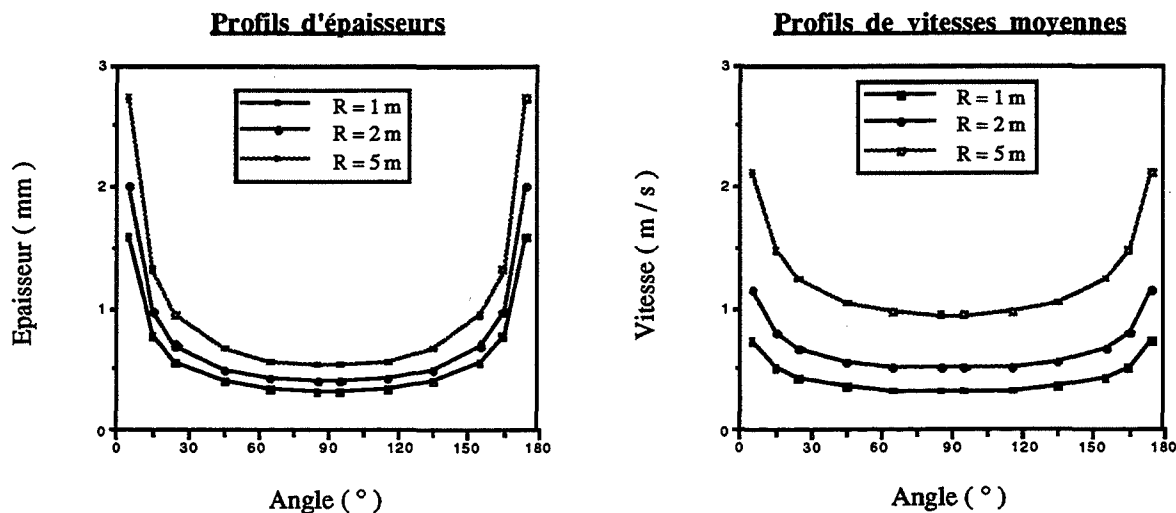 Profils d'épaisseurs
3
2
1
0
Epaisseur ( mm )
R = 1 m
R = 2 m
R = 5 m
0 30 60 90 120 150 180
Angle ( ° )
Profils de vitesses moyennes
3
2
1
0
Vitesse ( m / s )
R = 1 m
R = 2 m
R = 5 m
0 30 60 90 120 150 180
Angle ( ° )